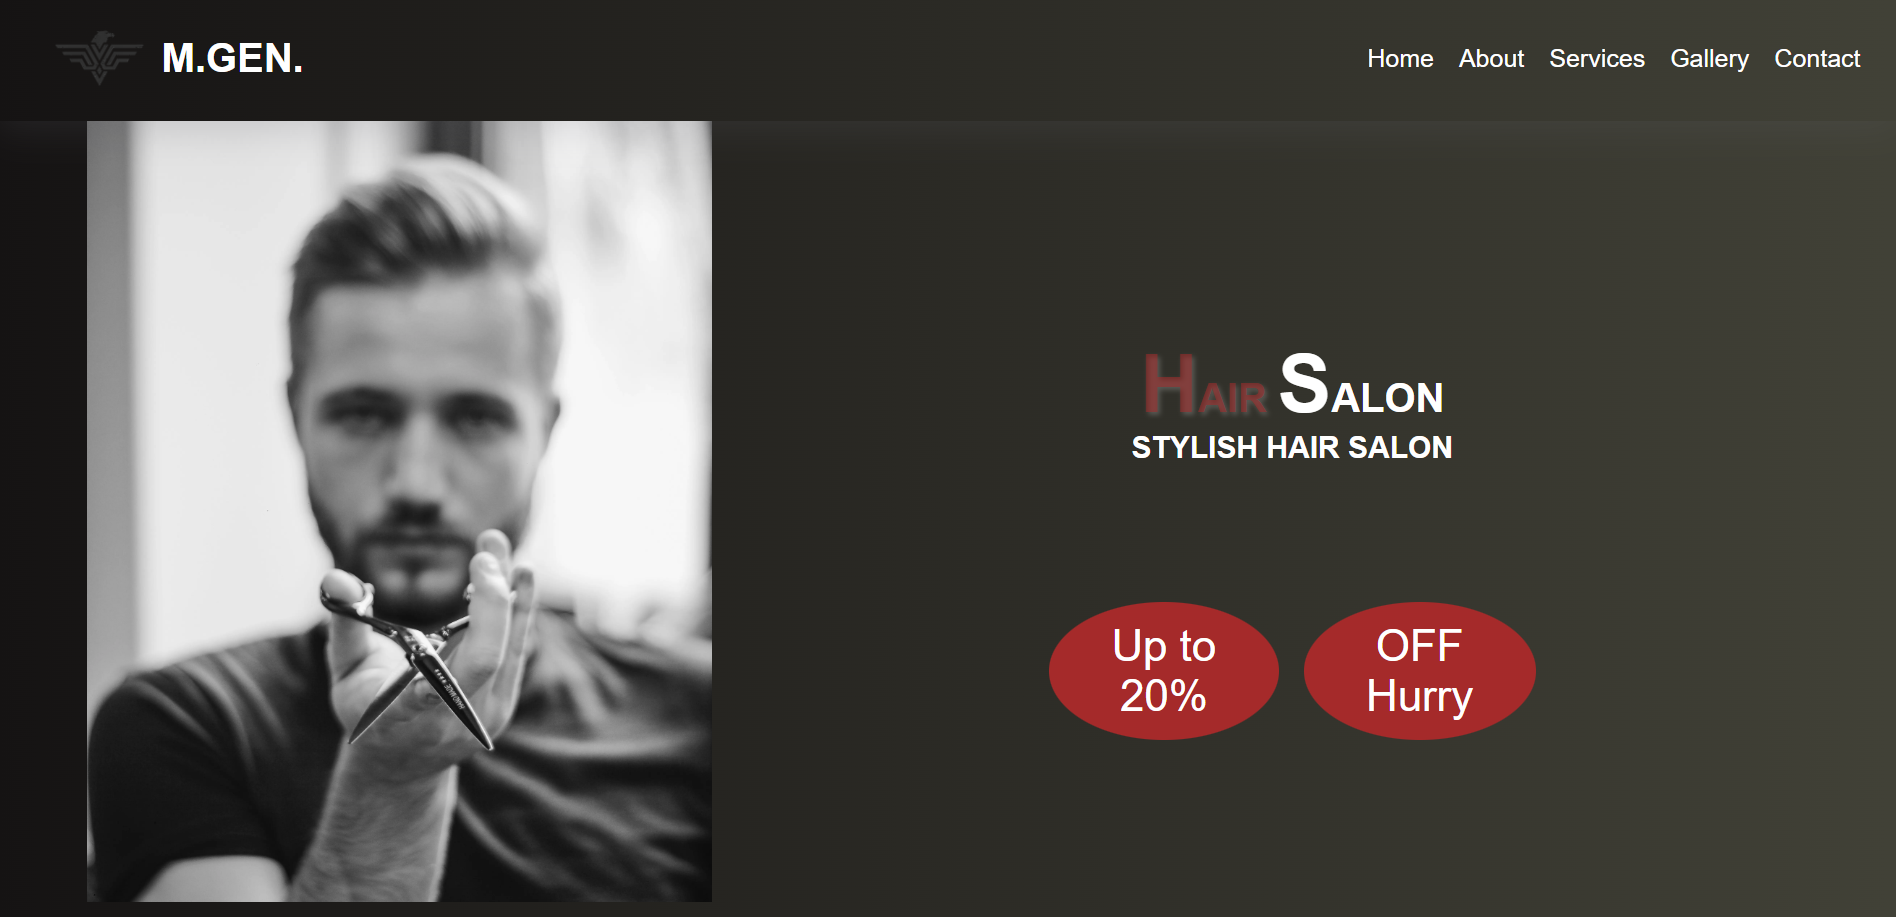 M.GEN.
Home About Services Gallery Contact
HAIR SALON
STYLISH HAIR SALON
Up to
20%
OFF
Hurry